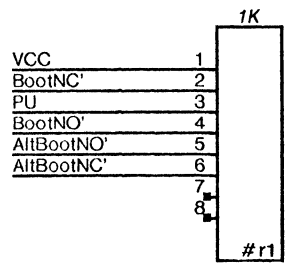 1K
VCC 1
BootNC' 2
PU 3
BootNO' 4
AltBootNO' 5
AltBootNC' 6
7
8
#r1